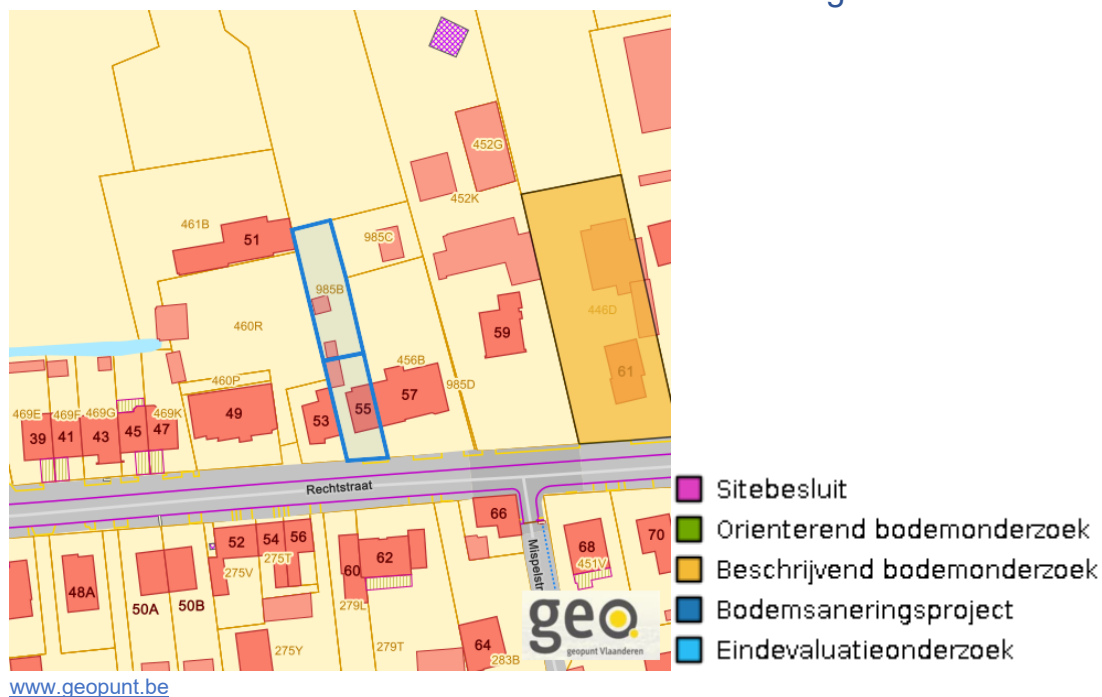 g
452G
452K
461B
51
985C
985B
446D
460R
59
456B
985D
61
460P
57
469E
469F
469G
469K
49
55
53
39
41
43
45
47
Rechtstraat
66
52
54
56
70
275T
62
68
275V
60
451V
48A
50A
50B
279L
Mispelstr
64
275Y
279T
283B
geo.
geopunt Vlaanderen
Sitebesluit
Orienterend bodemonderzoek
Beschrijvend bodemonderzoek
Bodemsaneringsproject
Eindevaluatieonderzoek
www.geopunt.be